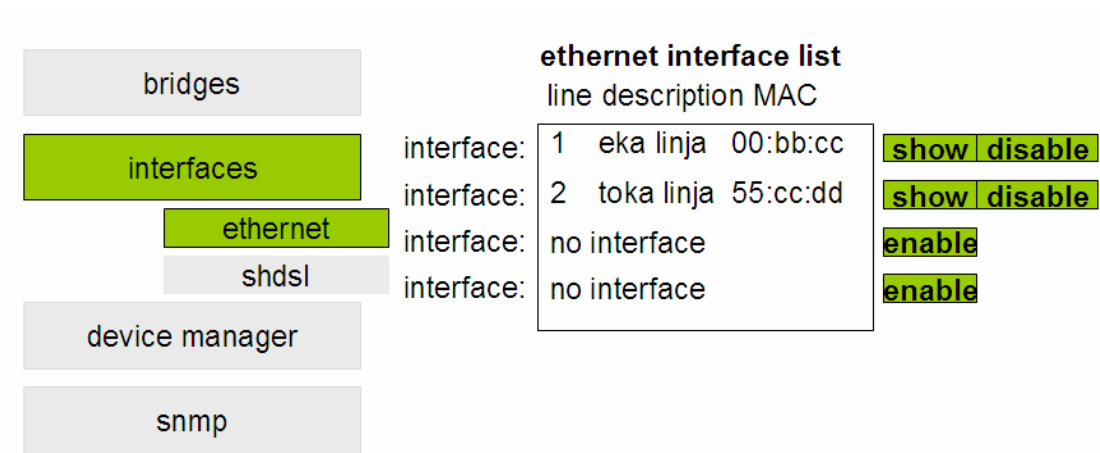 bridges
interfaces
ethernet
shdsl
device manager
snmp
ethernet interface list
line description MAC
interface: 1 eka linja 00:bb:cc show disable
interface: 2 toka linja 55:cc:dd show disable
interface: no interface enable
interface: no interface enable